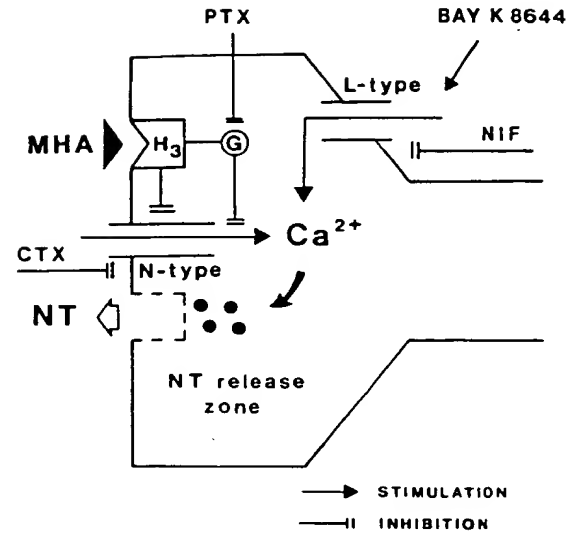 PTX
BAY K 8644
L-type
MHA
H3
G
NIF
Ca2+
CTX
N-type
NT
NT release
zone
STIMULATION
INHIBITION